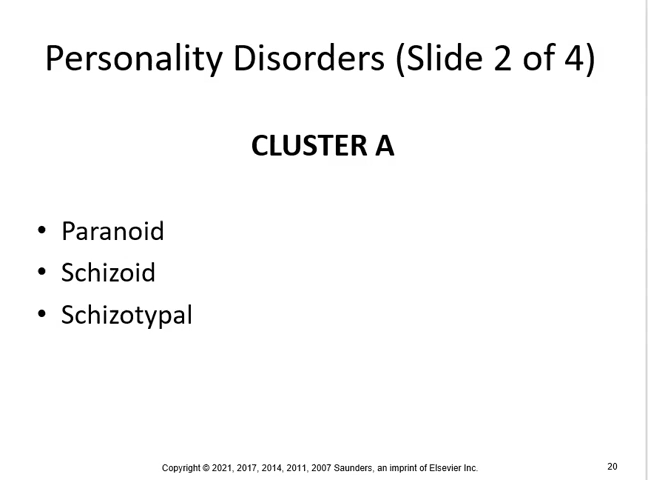 Personality Disorders (Slide 2 of 4)
CLUSTER A
• Paranoid
• Schizoid
• Schizotypal
Copyright © 2021, 2017, 2014, 2011, 2007 Saunders, an imprint of Elsevier Inc.
20